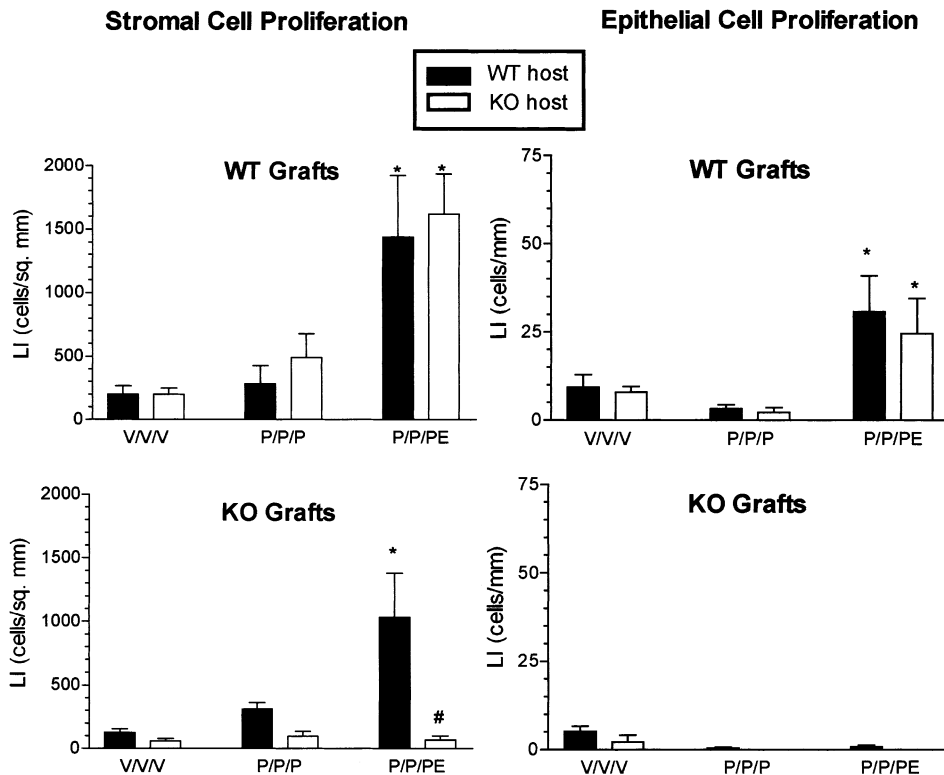 Stromal Cell Proliferation
Epithelial Cell Proliferation
WT host
KO host
WT Grafts
LI (cells/sq. mm)
2000
1500
1000
500
0
* *
V/V/V P/P/P P/P/PE
WT Grafts
LI (cells/mm)
75
50
25
0
* *
V/V/V P/P/P P/P/PE
KO Grafts
LI (cells/sq. mm)
2000
1500
1000
500
0
* #
V/V/V P/P/P P/P/PE
KO Grafts
LI (cells/mm)
75
50
25
0
V/V/V P/P/P P/P/PE